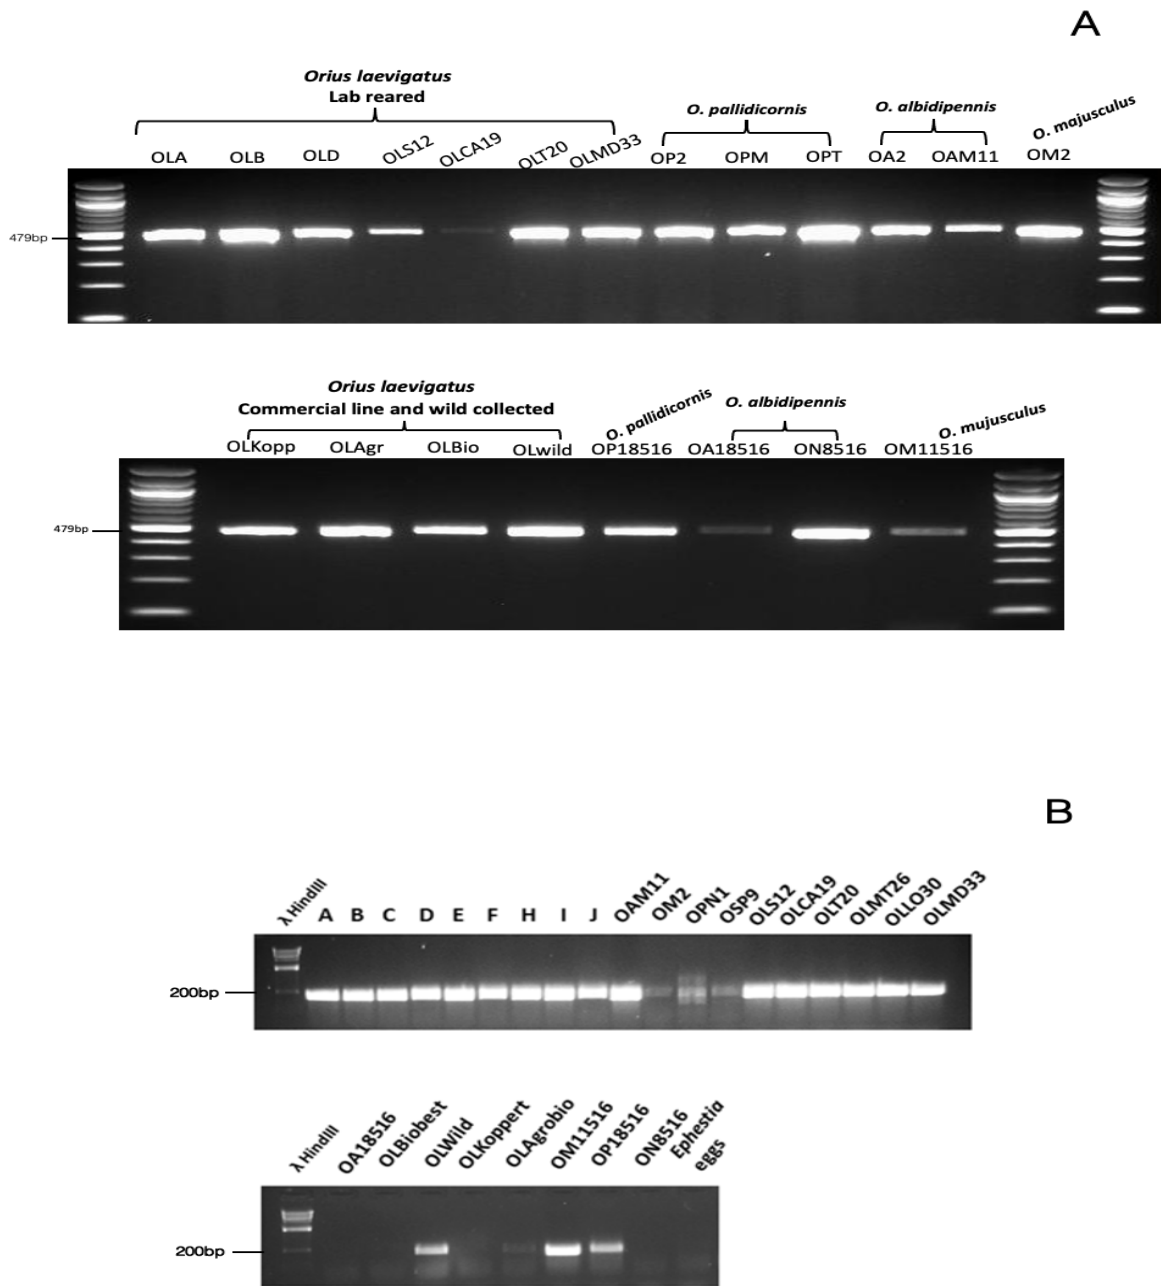 A
Orius laevigatus
Lab reared
O. pallidicornis
O. albidipennis
O. majusculus
OLA OLB OLD OLS12 OLCA19 OLT20 OLMD33 OP2 OPM OPT OA2 OAM11 OM2
479bp
Orius laevigatus
Commercial line and wild collected
O. pallidicornis
O. albidipennis
O. mujusculus
OLKopp OLAgr OLBio OLwild OP18516 OA18516 ON8516 OM11516
479bp
B
λ HindIII A B C D E F H I J OAM11 OM2 OPN1 OSP9 OLS12 OLCA19 OLT20 OLMT26 OLLO30 OLMD33
200bp
λ HindIII OA18516 OLBiobest OLWild OLKoppert OLAgrobio OM11516 OP18516 ON8516 Ephestia
eggs
200bp